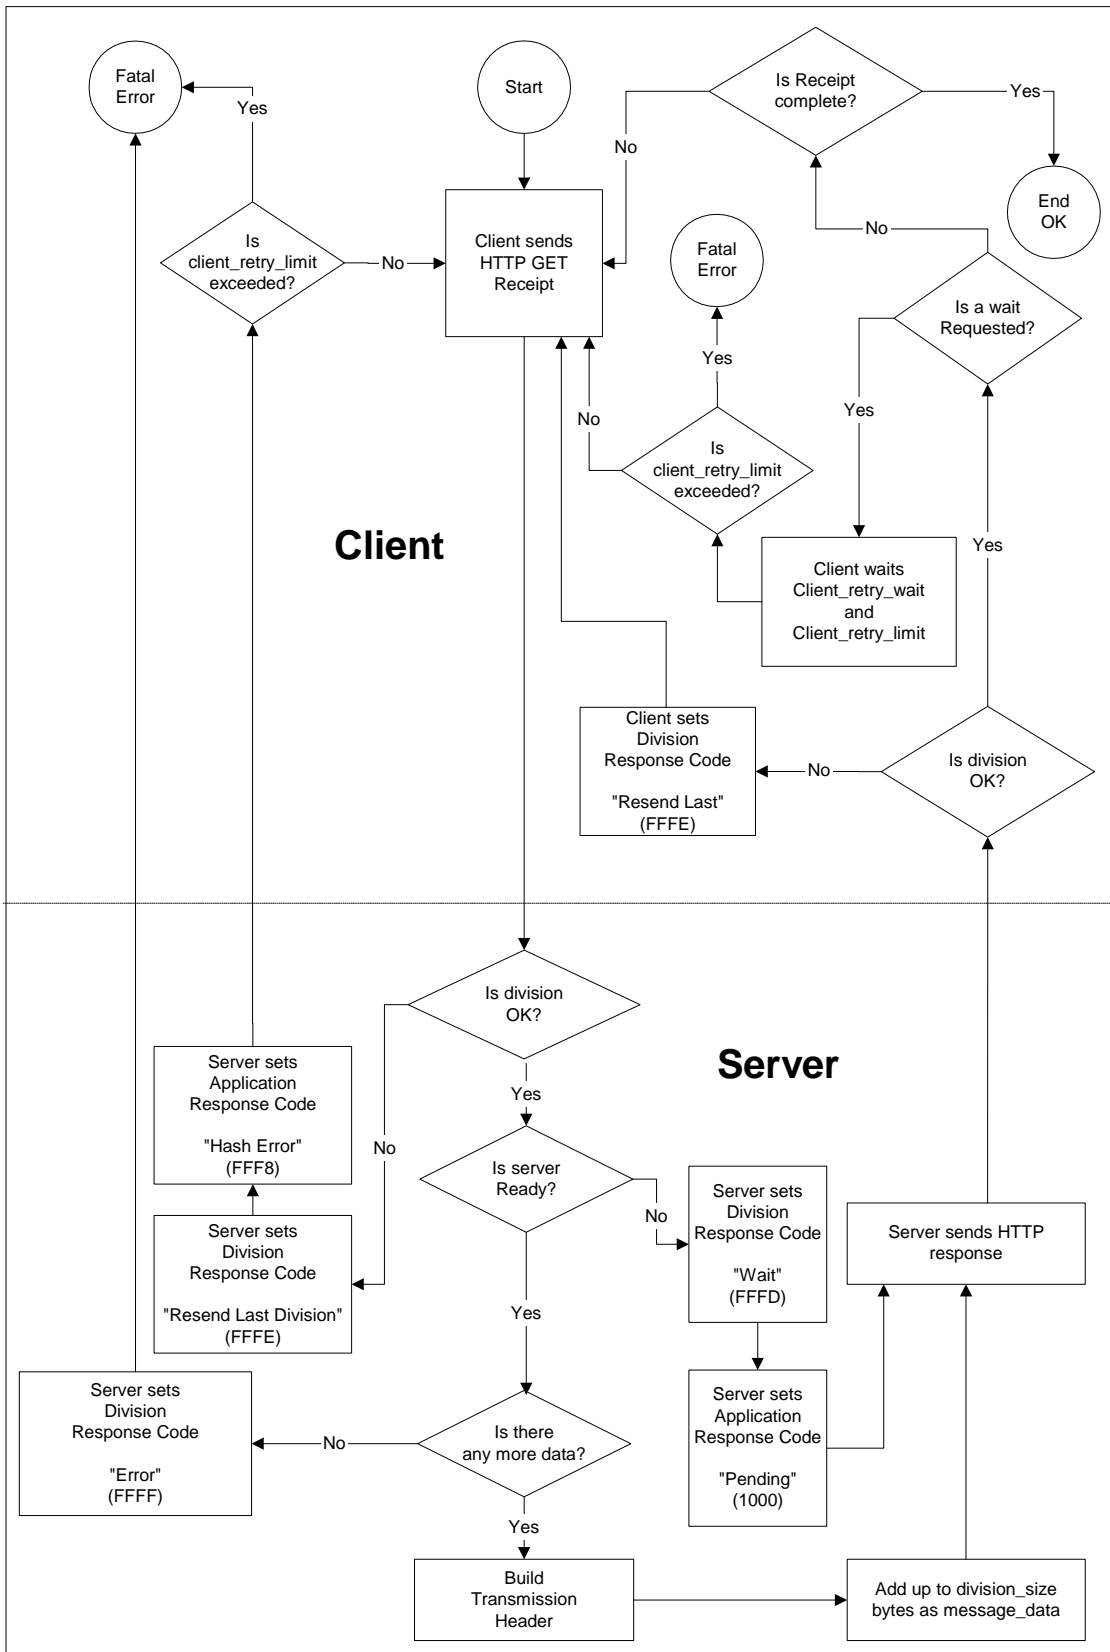 Fatal
Error
Yes
Start
Is Receipt
complete?
Yes
No
End
OK
Is
client_retry_limit
exceeded?
No
Client sends
HTTP GET
Receipt
Fatal
Error
No
Is a wait
Requested?
Yes
Yes
No
Is
client_retry_limit
exceeded?
Client
Client waits
Client_retry_wait
and
Client_retry_limit
Yes
Client sets
Division
Response Code
"Resend Last"
(FFFE)
No
Is division
OK?
Is division
OK?
Server
Server sets
Application
Response Code
"Hash Error"
(FFF8)
Yes
No
Is server
Ready?
No
Server sets
Division
Response Code
"Wait"
(FFFD)
Server sends HTTP
response
Server sets
Division
Response Code
"Resend Last Division"
(FFFE)
Yes
Server sets
Division
Response Code
"Error"
(FFFF)
No
Is there
any more data?
Server sets
Application
Response Code
"Pending"
(1000)
Yes
Build
Transmission
Header
Add up to division_size
bytes as message_data